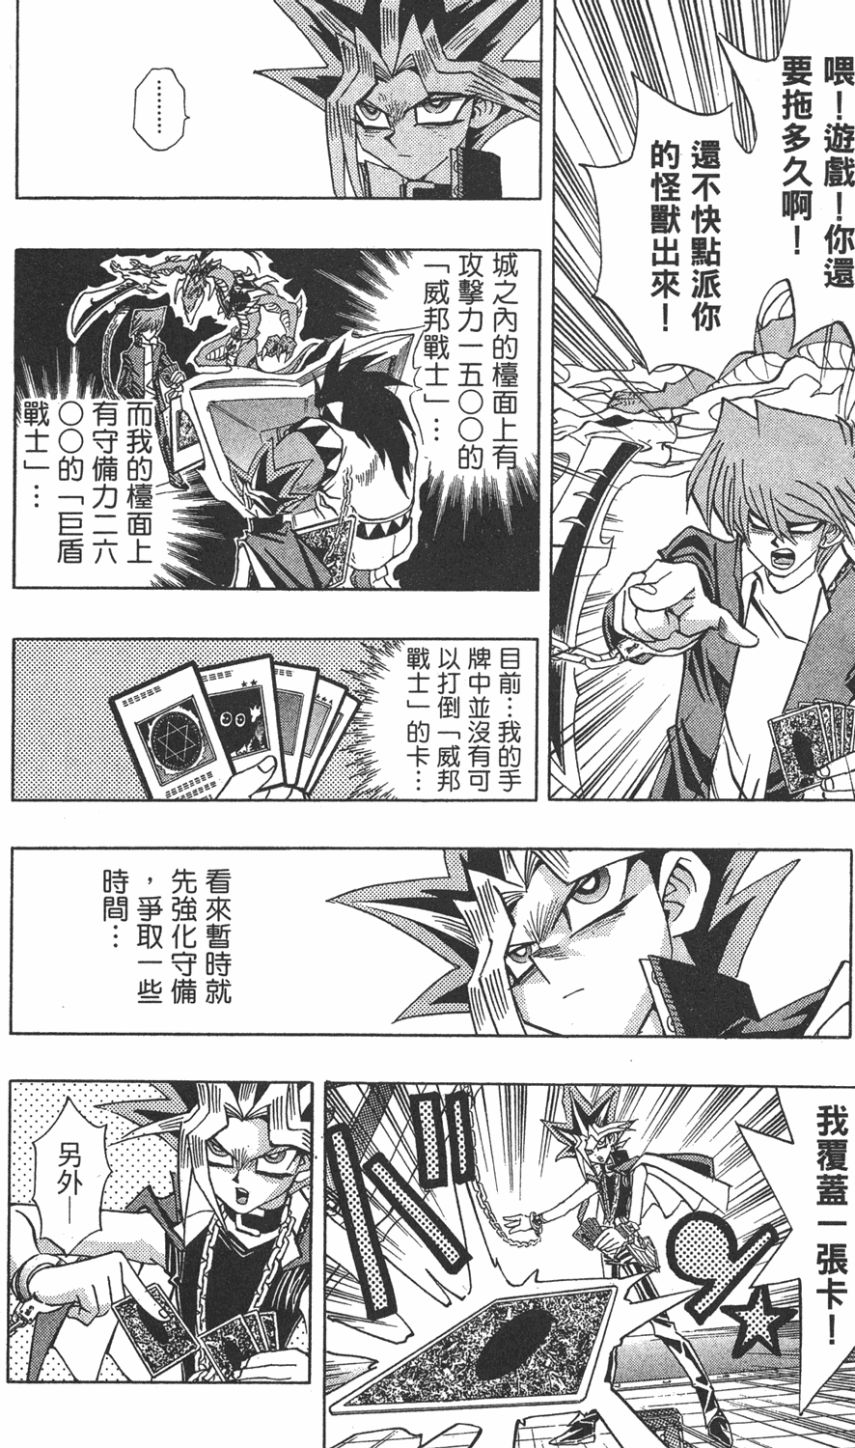 喂！遊戲！你還
要拖多久啊！
還不快點派你
的怪獸出來！
………
城之內的檯面上有
攻擊力一五〇〇的
「威邦戰士」…
而我的檯面上
有守備力二六
〇〇的「巨盾
戰士」…
目前…我的手
牌中並沒有可
以打倒「威邦
戰士」的卡…
看來暫時就
先強化守備
，爭取一些
時間…
我覆蓋一張卡！
另外—